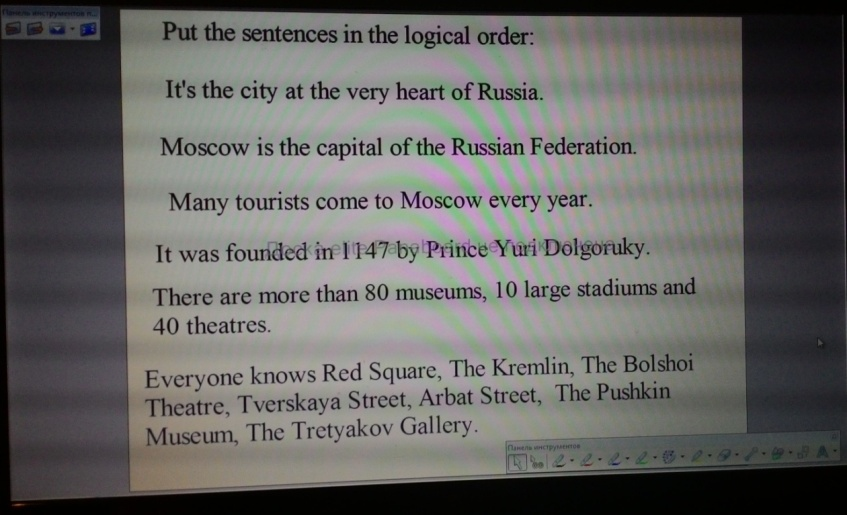 Панель инструментов
Put the sentences in the logical order:
It's the city at the very heart of Russia.
Moscow is the capital of the Russian Federation.
Many tourists come to Moscow every year.
It was founded in 1147 by Prince Yuri Dolgoruky.
There are more than 80 museums, 10 large stadiums and
40 theatres.
Everyone knows Red Square, The Kremlin, The Bolshoi
Theatre, Tverskaya Street, Arbat Street, The Pushkin
Museum, The Tretyakov Gallery.
Панель инструментов